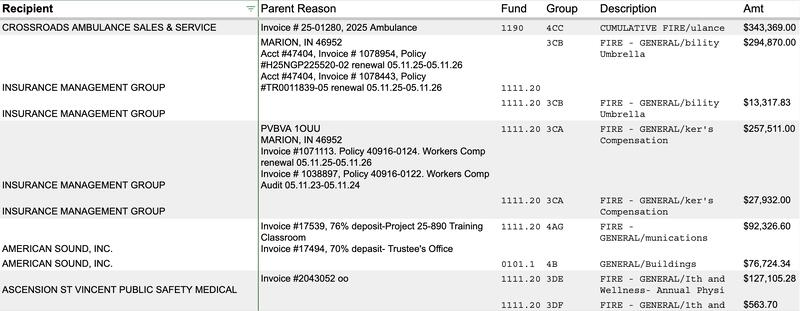 Recipient Parent Reason Fund Group Description Amt
CROSSROADS AMBULANCE SALES & SERVICE Invoice # 25-01280, 2025 Ambulance 1190 4CC CUMULATIVE FIRE/ulance $343,369.00
MARION, IN 46952 3CB FIRE - GENERAL/bility $294,870.00
Acct #47404, Invoice # 1078954, Policy Umbrella
#H25NGP225520-02 renewal 05.11.25-05.11.26
Acct #47404, Invoice # 1078443, Policy
INSURANCE MANAGEMENT GROUP #TR0011839-05 renewal 05.11.25-05.11.26 1111.20
1111.20 3CB FIRE - GENERAL/bility $13,317.83
INSURANCE MANAGEMENT GROUP Umbrella
PVBVA 1OUU 1111.20 3CA FIRE - GENERAL/ker's $257,511.00
MARION, IN 46952 Compensation
Invoice #1071113. Policy 40916-0124. Workers Comp
renewal 05.11.25-05.11.26
Invoice # 1038897, Policy 40916-0122. Workers Comp
INSURANCE MANAGEMENT GROUP Audit 05.11.23-05.11.24
1111.20 3CA FIRE - GENERAL/ker's $27,932.00
INSURANCE MANAGEMENT GROUP Compensation
Invoice #17539, 76% deposit-Project 25-890 Training 1111.20 4AG FIRE - $92,326.60
Classroom GENERAL/munications
AMERICAN SOUND, INC. Invoice #17494, 70% depasit- Trustee's Office
AMERICAN SOUND, INC. 0101.1 4B GENERAL/Buildings $76,724.34
Invoice #2043052 oo 1111.20 3DE FIRE - GENERAL/Ith and $127,105.28
ASCENSION ST VINCENT PUBLIC SAFETY MEDICAL Wellness- Annual Physi
1111.20 3DF FIRE - GENERAL/1th and $563.70